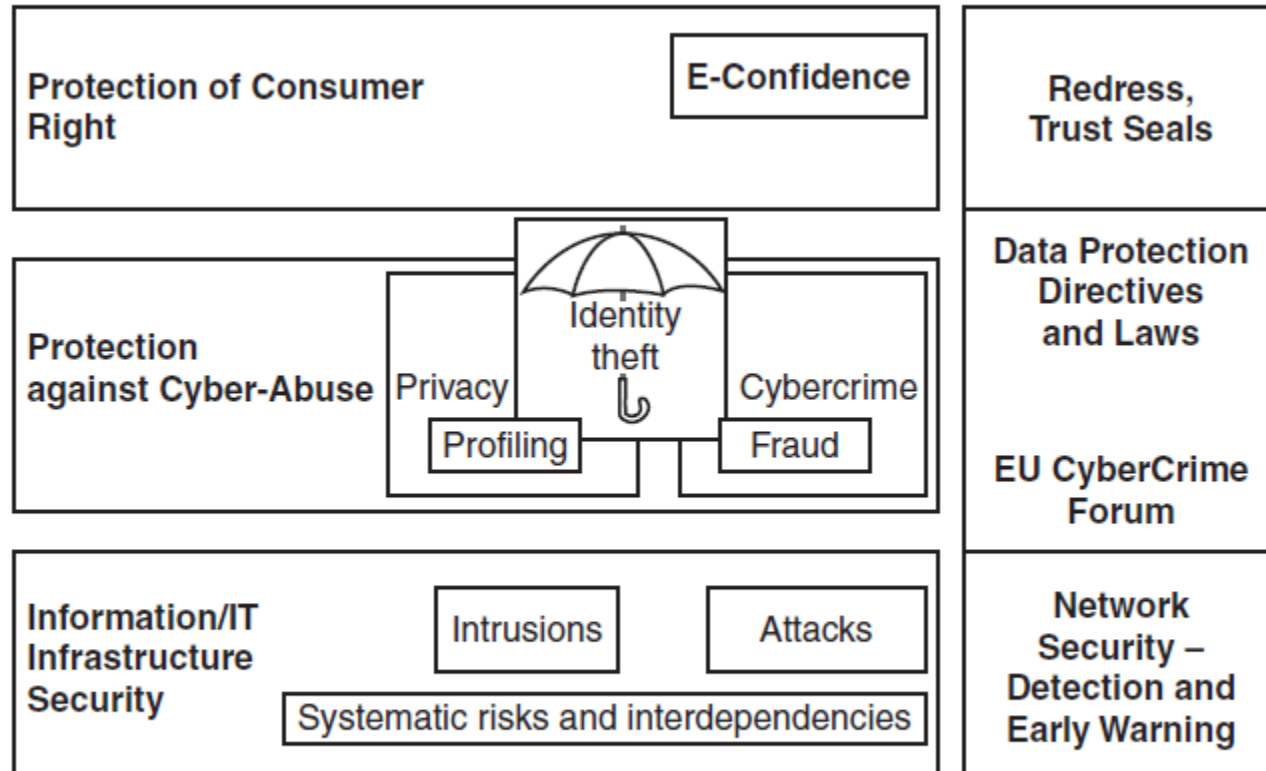 Protection of Consumer
Right
E-Confidence
Redress,
Trust Seals
Protection
against Cyber-Abuse
Privacy
Profiling
Identity
theft
Cybercrime
Fraud
Data Protection
Directives
and Laws
EU CyberCrime
Forum
Information/IT
Infrastructure
Security
Intrusions
Attacks
Systematic risks and interdependencies
Network
Security –
Detection and
Early Warning